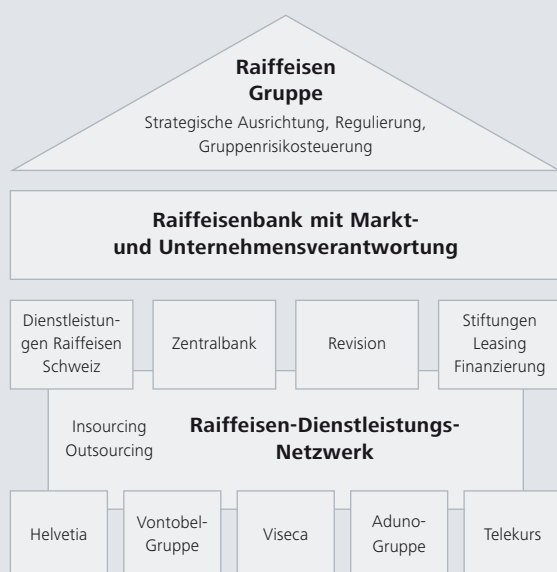 Raiffeisen
Gruppe
Strategische Ausrichtung, Regulierung,
Gruppenrisikosteuerung
Raiffeisenbank mit Markt-
und Unternehmensverantwortung
Dienstleistun-
gen Raiffeisen
Schweiz
Zentralbank
Revision
Stiftungen
Leasing
Finanzierung
Insourcing
Outsourcing
Raiffeisen-Dienstleistungs-
Netzwerk
Helvetia
Vontobel-
Gruppe
Viseca
Aduno-
Gruppe
Telekurs